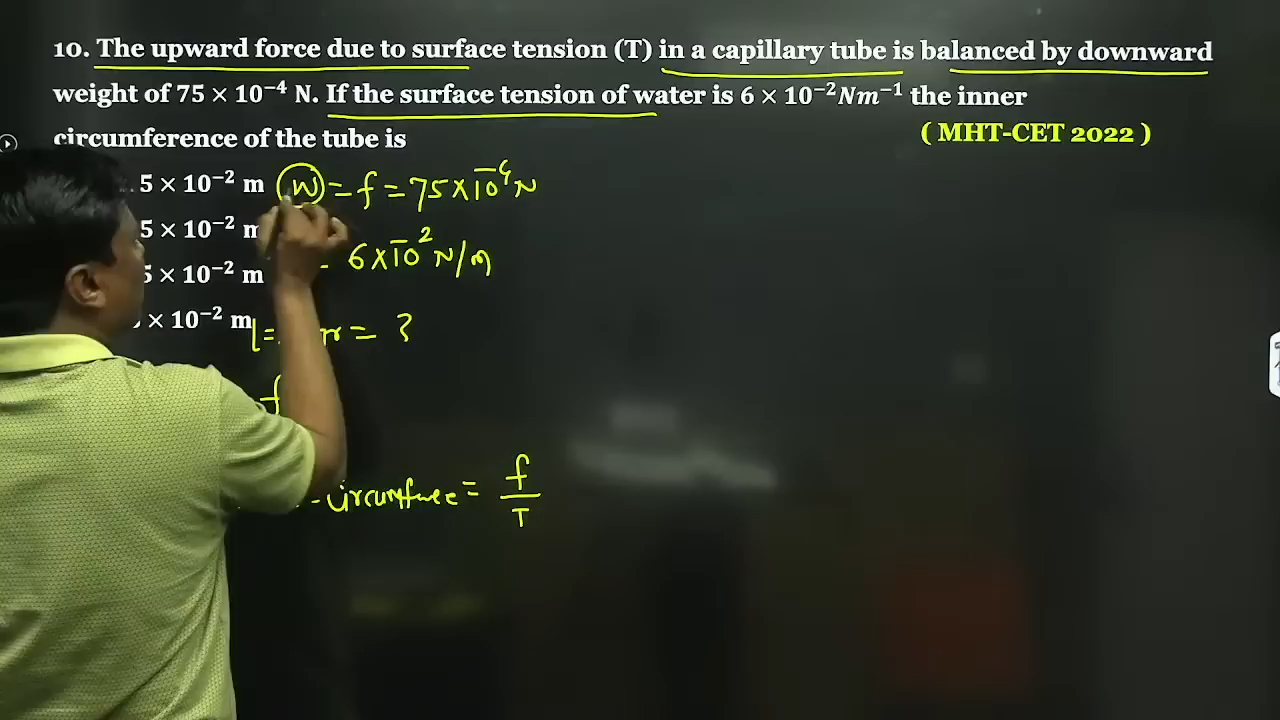 10. The upward force due to surface tension (T) in a capillary tube is balanced by downward
weight of 75 × 10⁻⁴ N. If the surface tension of water is 6 × 10⁻² Nm⁻¹ the inner
circumference of the tube is
( MHT-CET 2022 )
5 × 10⁻² m
W = f = 75 × 10⁻⁴ N
5 × 10⁻² m
5 × 10⁻² m
6 × 10⁻² N/m
× 10⁻² m
l = = ?
f
= f/T